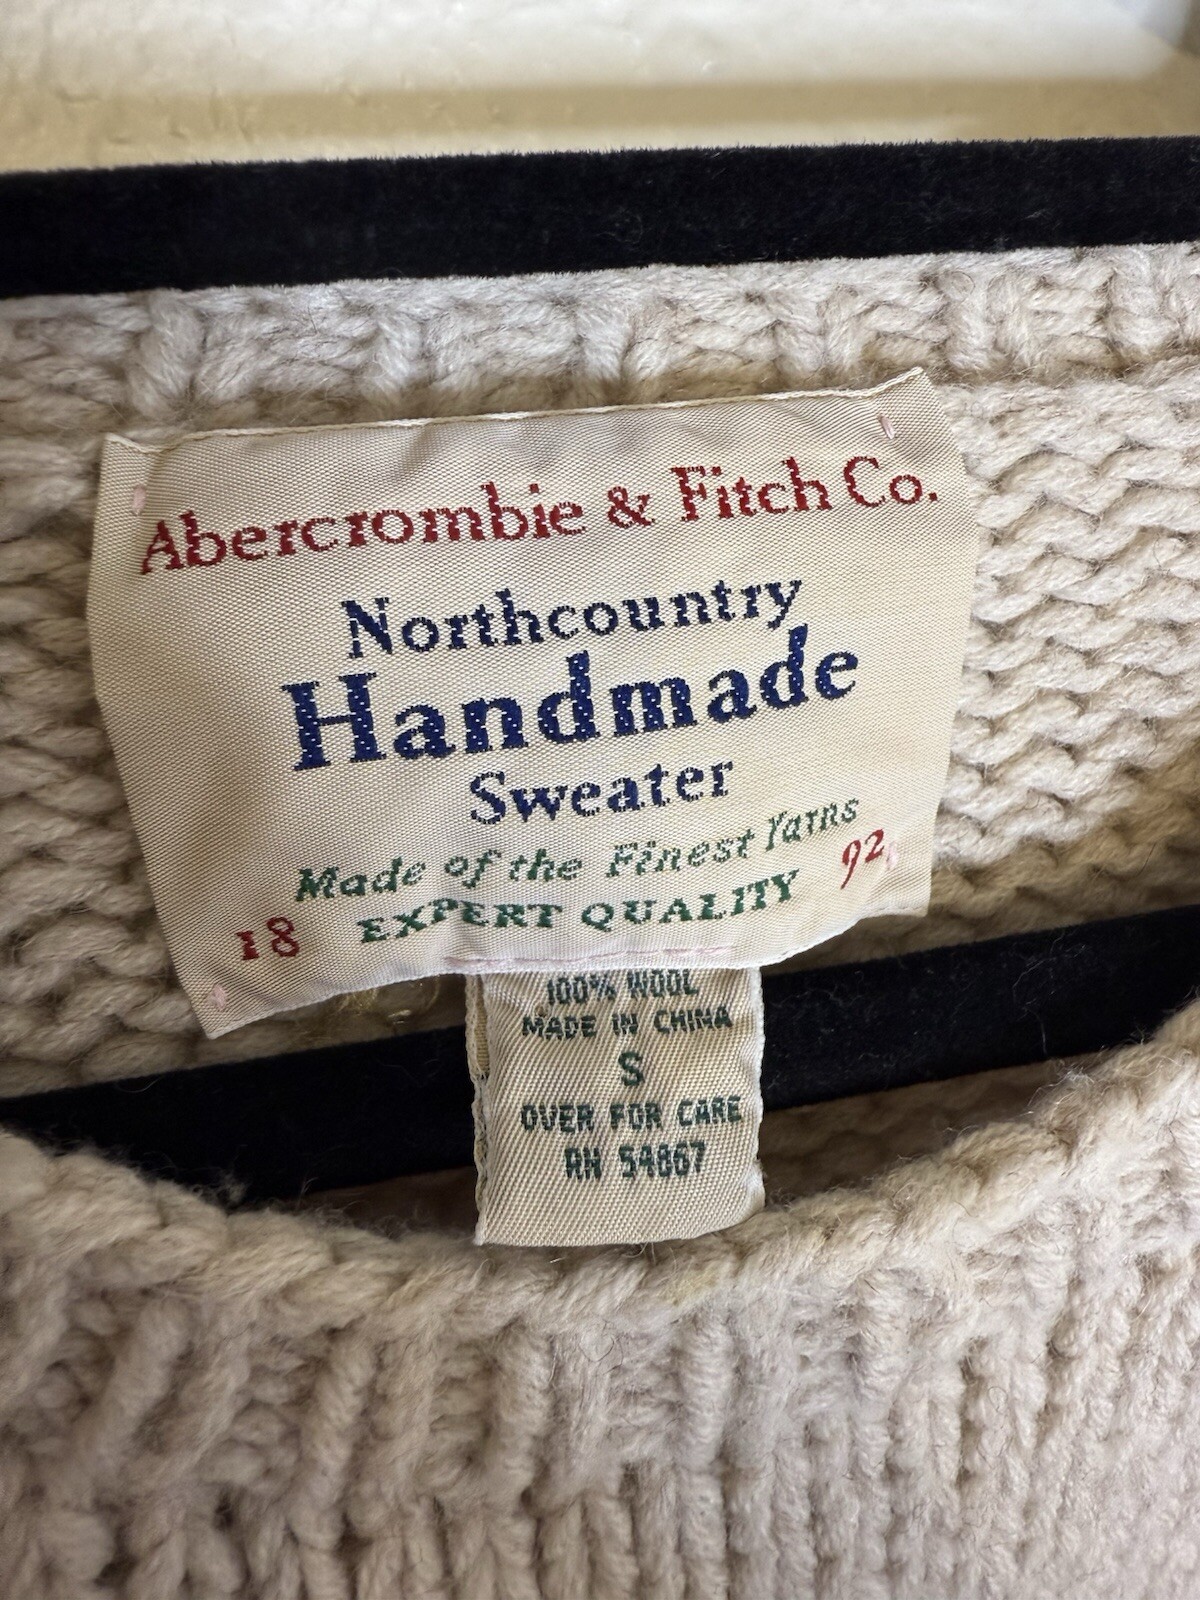 Abercrombie & Fitch Co.
Northcountry
Handmade
Sweater
Made of the Finest Yarns
18 EXPERT QUALITY 92
100% WOOL
MADE IN CHINA
S
OVER FOR CARE
RN 54867